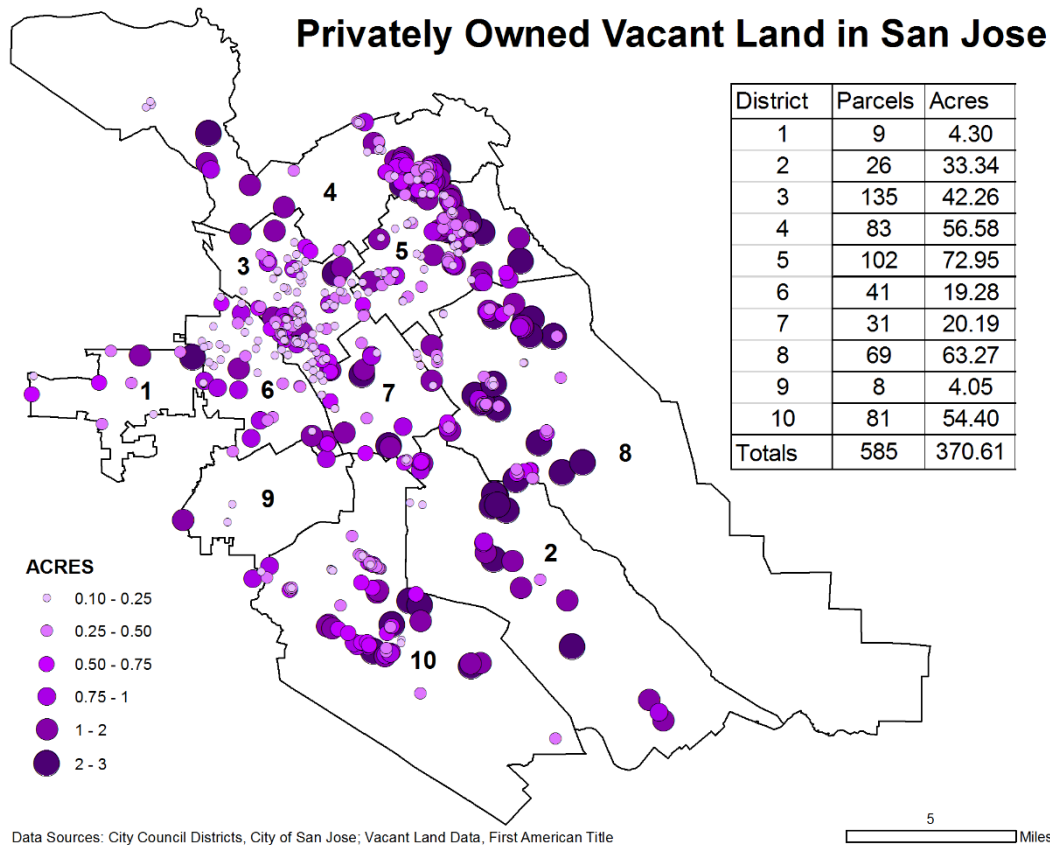 Privately Owned Vacant Land in San Jose
District Parcels Acres
1 9 4.30
2 26 33.34
3 135 42.26
4 83 56.58
5 102 72.95
6 41 19.28
7 31 20.19
8 69 63.27
9 8 4.05
10 81 54.40
Totals 585 370.61
4
5
3
1
6
7
8
9
2
10
ACRES
0.10 - 0.25
0.25 - 0.50
0.50 - 0.75
0.75 - 1
1 - 2
2 - 3
5
Miles
Data Sources: City Council Districts, City of San Jose; Vacant Land Data, First American Title